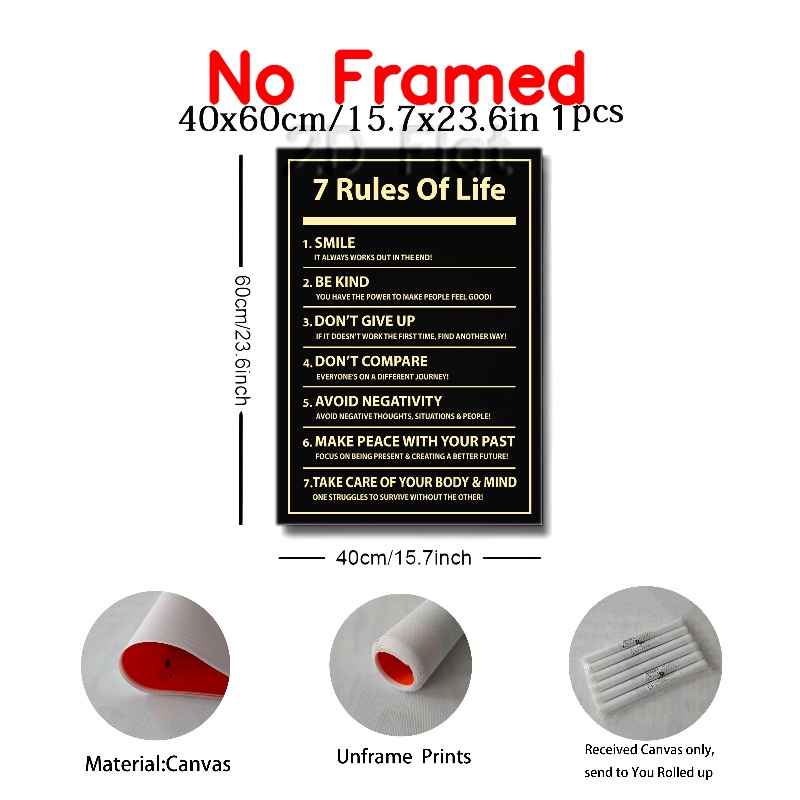 No Framed
40x60cm/15.7x23.6in 1pcs
2D Flat
7 Rules Of Life
1. SMILE
IT ALWAYS WORKS OUT IN THE END!
2. BE KIND
YOU HAVE THE POWER TO MAKE PEOPLE FEEL GOOD!
3. DON'T GIVE UP
IF IT DOESN'T WORK THE FIRST TIME, FIND ANOTHER WAY!
4. DON'T COMPARE
EVERYONE'S ON A DIFFERENT JOURNEY!
5. AVOID NEGATIVITY
AVOID NEGATIVE THOUGHTS, SITUATIONS & PEOPLE!
6. MAKE PEACE WITH YOUR PAST
FOCUS ON BEING PRESENT & CREATING A BETTER FUTURE!
7.TAKE CARE OF YOUR BODY & MIND
ONE STRUGGLES TO SURVIVE WITHOUT THE OTHER!
60cm/23.6inch
40cm/15.7inch
Material:Canvas
Unframe Prints
Received Canvas only,
send to You Rolled up